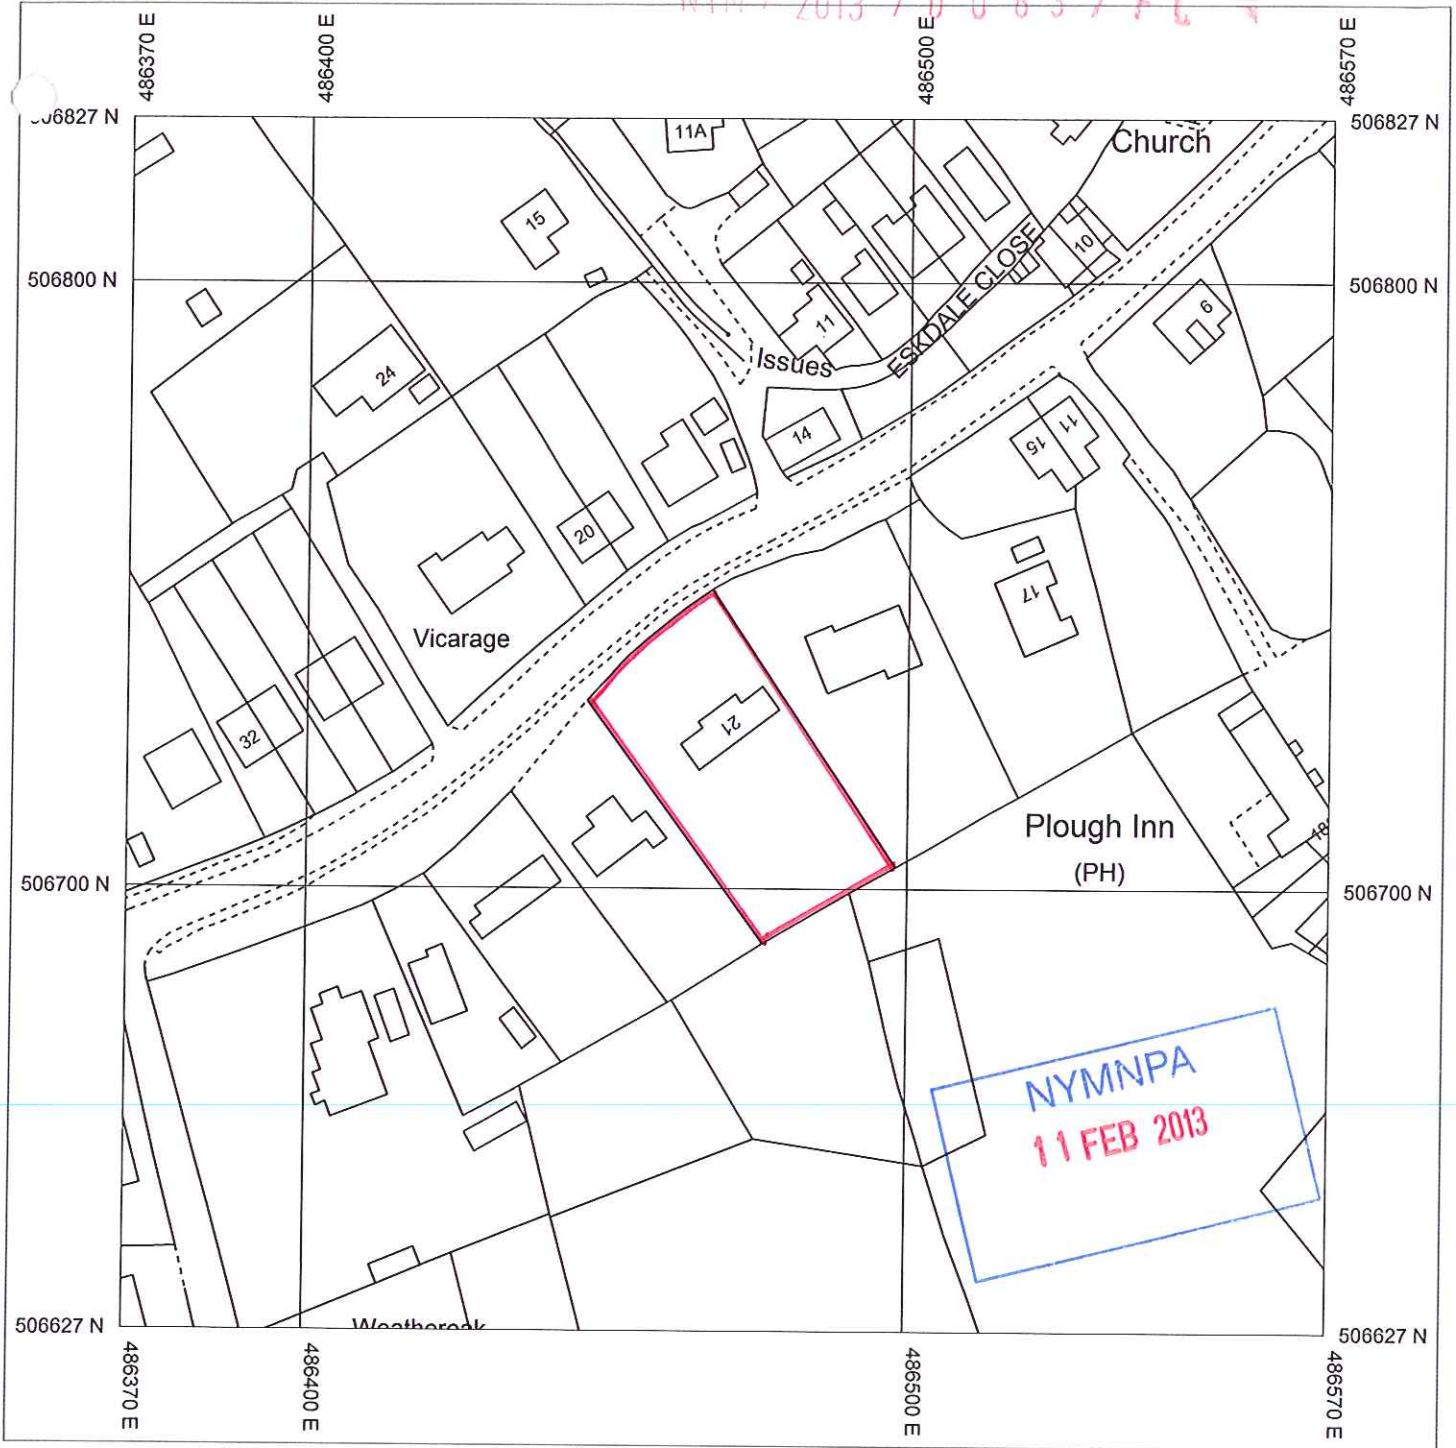 486370 E
486400 E
486500 E
486570 E
506827 N
11A
Church
506827 N
15
10
506800 N
ESKDALE CLOSE
506800 N
6
11
Issues
24
14
11
15
20
17
Vicarage
21
32
Plough Inn
(PH)
506700 N
506700 N
NYMNPA
11 FEB 2013
506627 N
506627 N
486370 E
486400 E
486500 E
486570 E